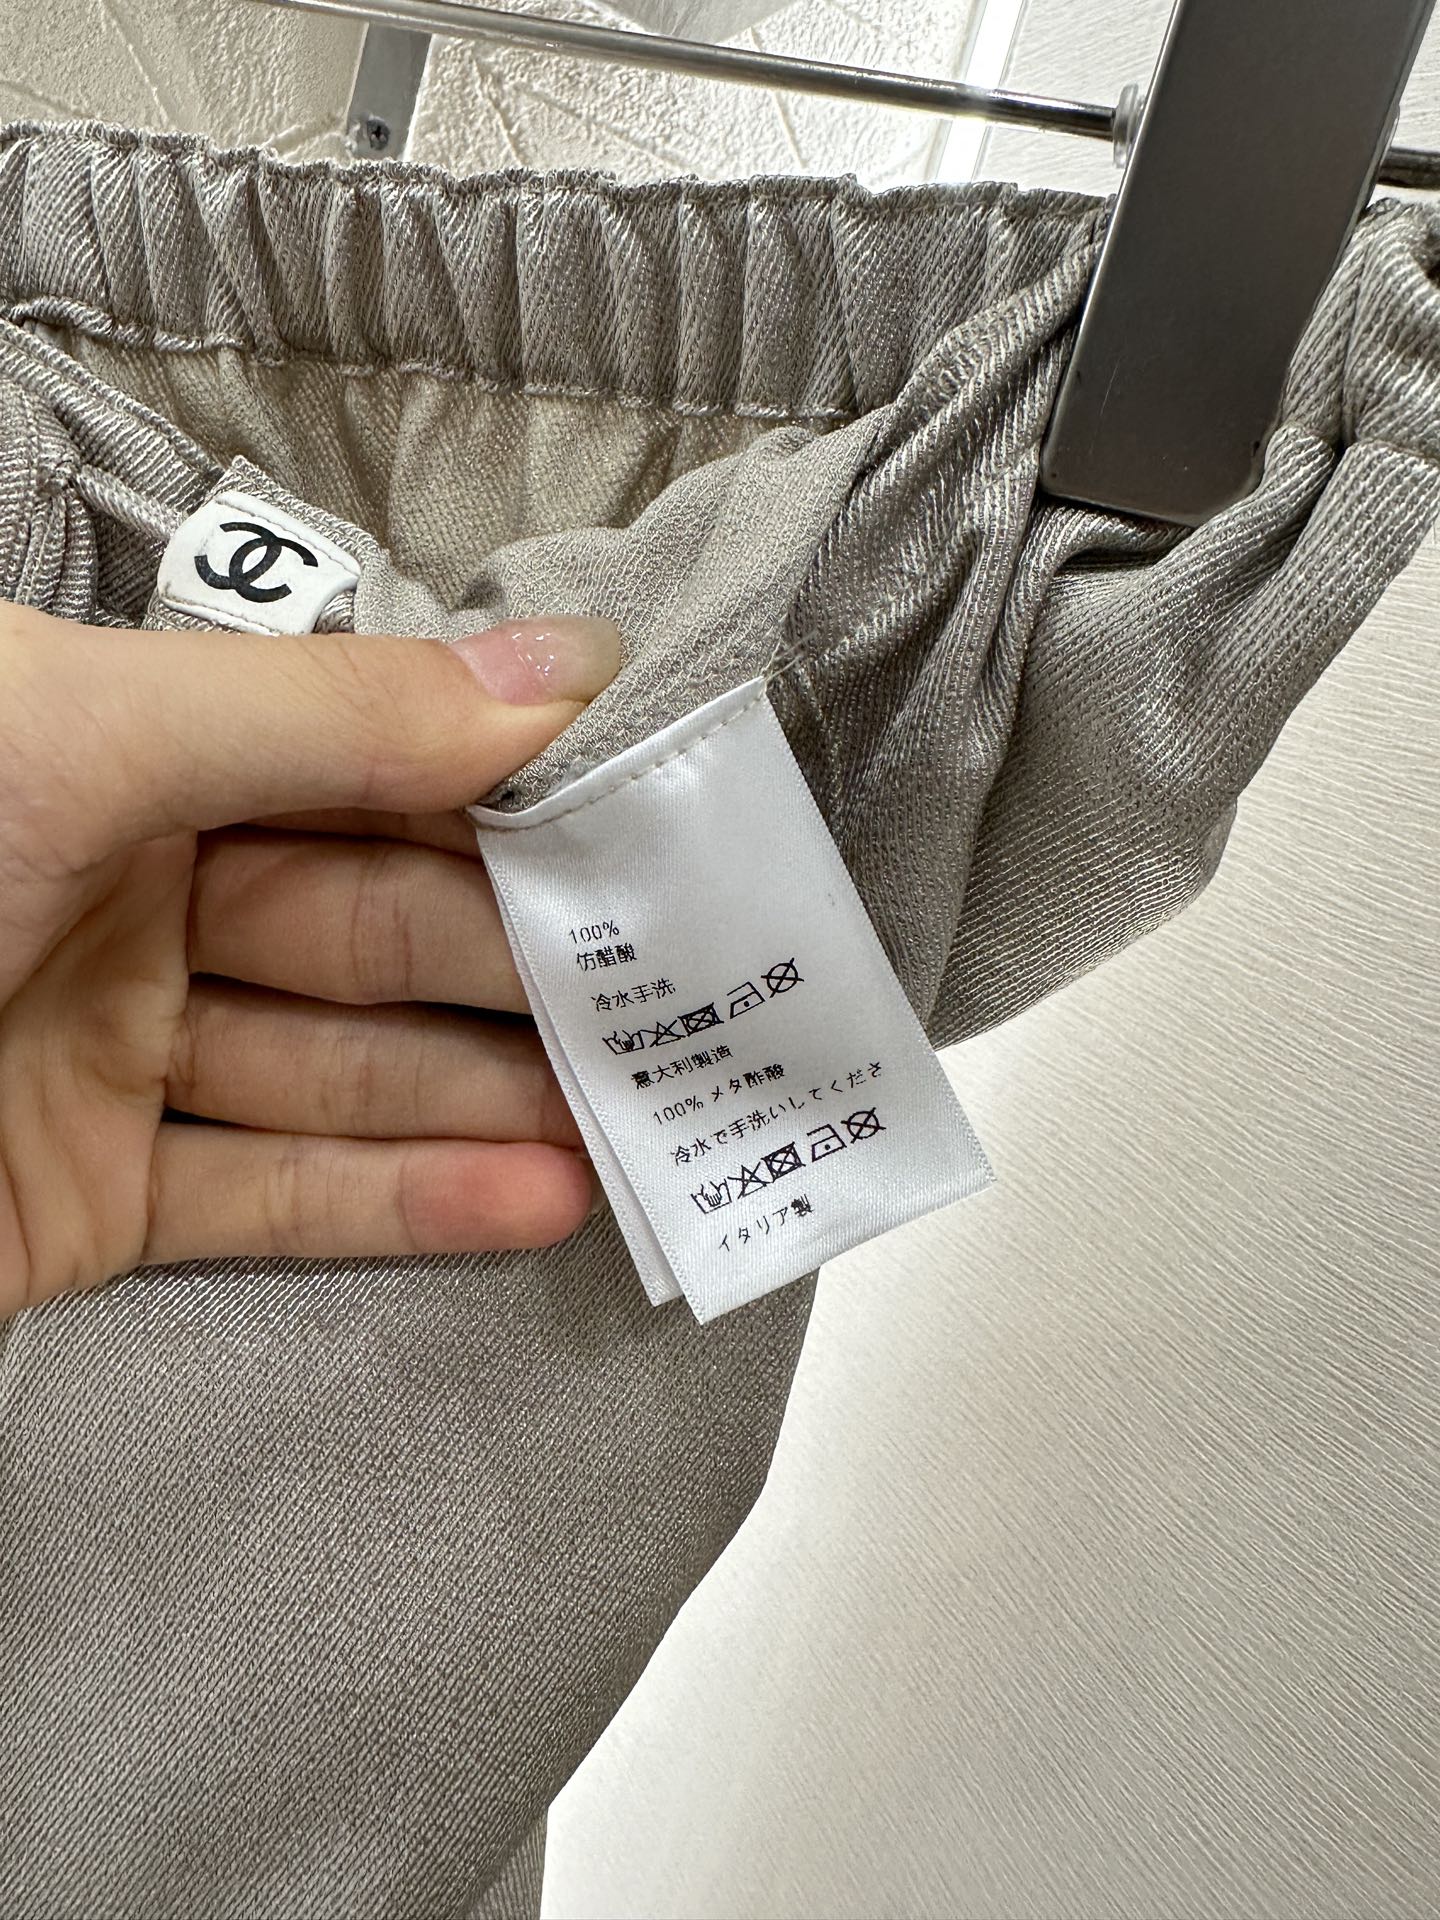 100%
仿醋酸
冷水手洗
意大利製造
100% メタ酢酸
冷水で手洗いしてくださ
イタリア製